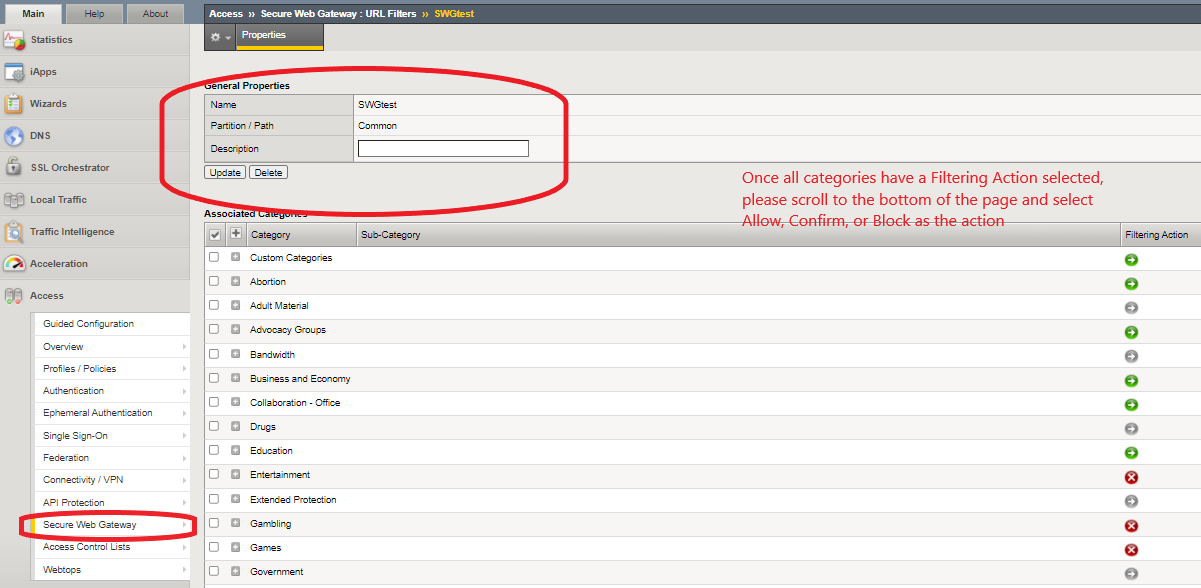 Main
Help
About
Access » Secure Web Gateway : URL Filters » SWGtest
Properties
Statistics
iApps
Wizards
DNS
SSL Orchestrator
Local Traffic
Traffic Intelligence
Acceleration
Access
Guided Configuration
Overview
Profiles / Policies
Authentication
Ephemeral Authentication
Single Sign-On
Federation
Connectivity / VPN
API Protection
Secure Web Gateway
Access Control Lists
Webtops
General Properties
Name SWGtest
Partition / Path Common
Description
Update Delete
Once all categories have a Filtering Action selected,
please scroll to the bottom of the page and select
Allow, Confirm, or Block as the action
Associated Categories
Category Sub-Category Filtering Action
Custom Categories
Abortion
Adult Material
Advocacy Groups
Bandwidth
Business and Economy
Collaboration - Office
Drugs
Education
Entertainment
Extended Protection
Gambling
Games
Government